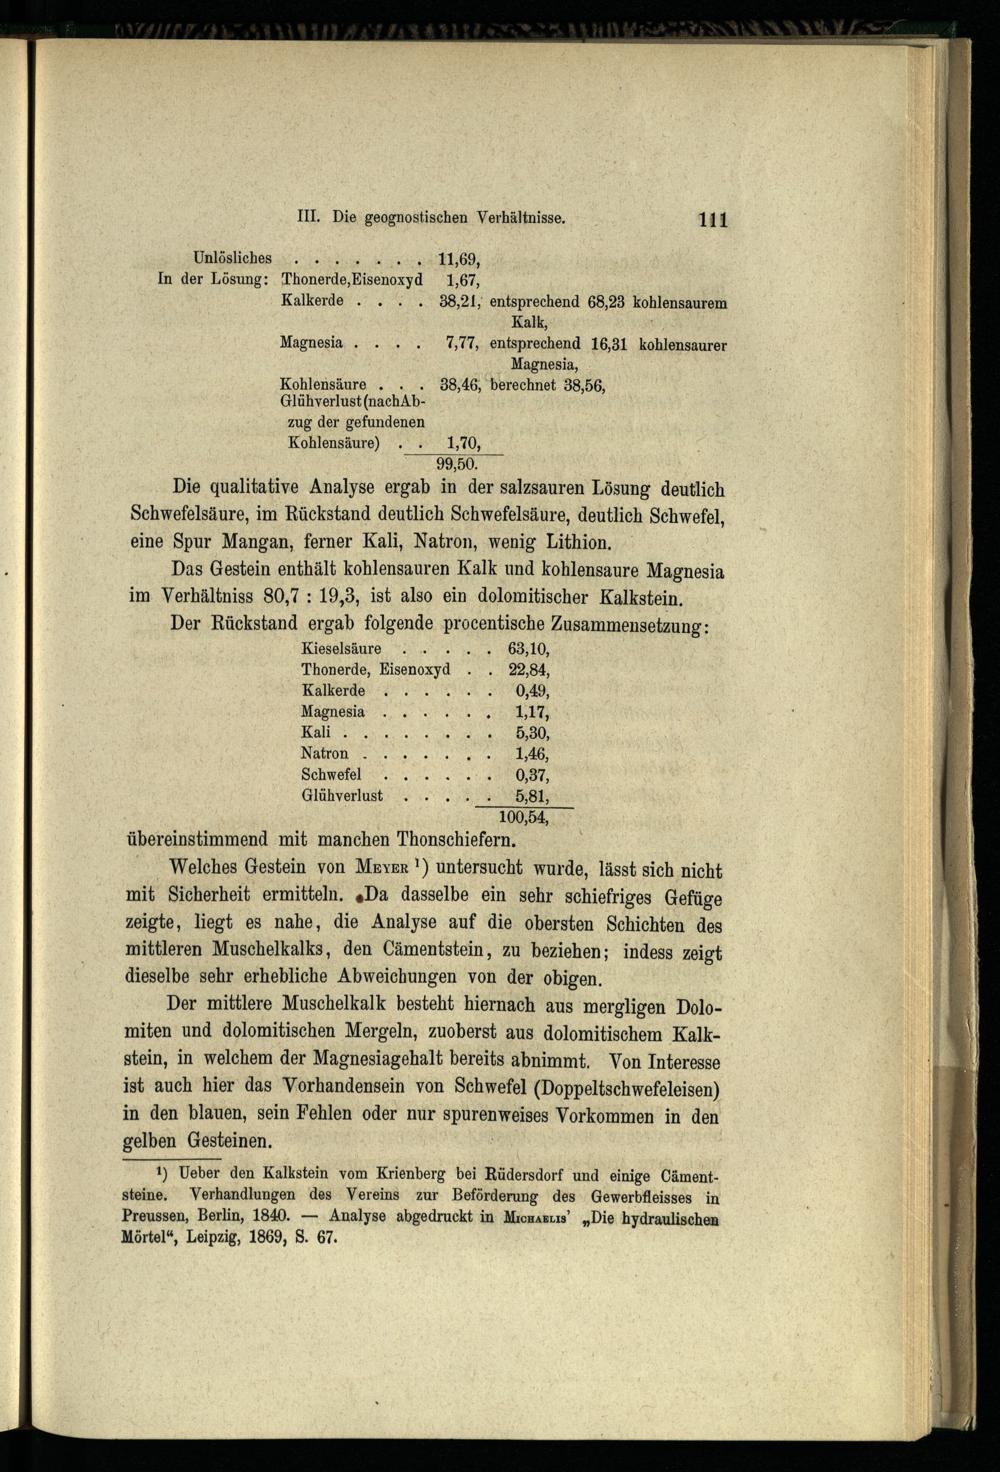 III. Die geognostischen Verhältnisse. 111
Unlösliches . . . . . . . 11,69,
In der Lösung: Thonerde, Eisenoxyd 1,67,
Kalkerde . . . . 38,21, entsprechend 68,23 kohlensaurem
Kalk,
Magnesia . . . . 7,77, entsprechend 16,31 kohlensaurer
Magnesia,
Kohlensäure . . . 38,46, berechnet 38,56,
Glühverlust (nach Ab-
zug der gefundenen
Kohlensäure) . . 1,70,
99,50.
Die qualitative Analyse ergab in der salzsauren Lösung deutlich
Schwefelsäure, im Rückstand deutlich Schwefelsäure, deutlich Schwefel,
eine Spur Mangan, ferner Kali, Natron, wenig Lithion.
Das Gestein enthält kohlensauren Kalk und kohlensaure Magnesia
im Verhältniss 80,7 : 19,3, ist also ein dolomitischer Kalkstein.
Der Rückstand ergab folgende procentische Zusammensetzung:
Kieselsäure . . . . . 63,10,
Thonerde, Eisenoxyd . . 22,84,
Kalkerde . . . . . . 0,49,
Magnesia . . . . . . 1,17,
Kali . . . . . . . . 5,30,
Natron . . . . . . . 1,46,
Schwefel . . . . . . 0,37,
Glühverlust . . . . . 5,81,
100,54,
übereinstimmend mit manchen Thonschiefern.
Welches Gestein von MEYER ¹) untersucht wurde, lässt sich nicht
mit Sicherheit ermitteln. Da dasselbe ein sehr schiefriges Gefüge
zeigte, liegt es nahe, die Analyse auf die obersten Schichten des
mittleren Muschelkalks, den Cämentstein, zu beziehen; indess zeigt
dieselbe sehr erhebliche Abweichungen von der obigen.
Der mittlere Muschelkalk besteht hiernach aus mergligen Dolo-
miten und dolomitischen Mergeln, zuoberst aus dolomitischem Kalk-
stein, in welchem der Magnesiagehalt bereits abnimmt. Von Interesse
ist auch hier das Vorhandensein von Schwefel (Doppeltschwefeleisen)
in den blauen, sein Fehlen oder nur spurenweises Vorkommen in den
gelben Gesteinen.
¹) Ueber den Kalkstein vom Krienberg bei Rüdersdorf und einige Cäment-
steine. Verhandlungen des Vereins zur Beförderung des Gewerbfleisses in
Preussen, Berlin, 1840. — Analyse abgedruckt in MICHAELIS' „Die hydraulischen
Mörtel“, Leipzig, 1869, S. 67.